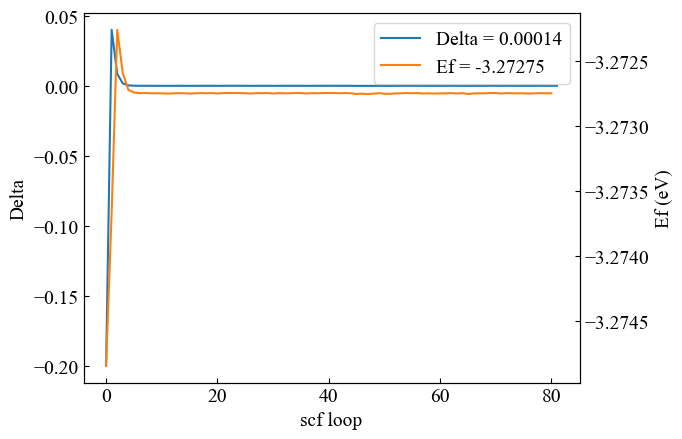 0.05
0.00
−0.05
−0.10
−0.15
−0.20
Delta
Delta = 0.00014
Ef = -3.27275
−3.2725
−3.2730
−3.2735
−3.2740
−3.2745
Ef (eV)
0 20 40 60 80
scf loop